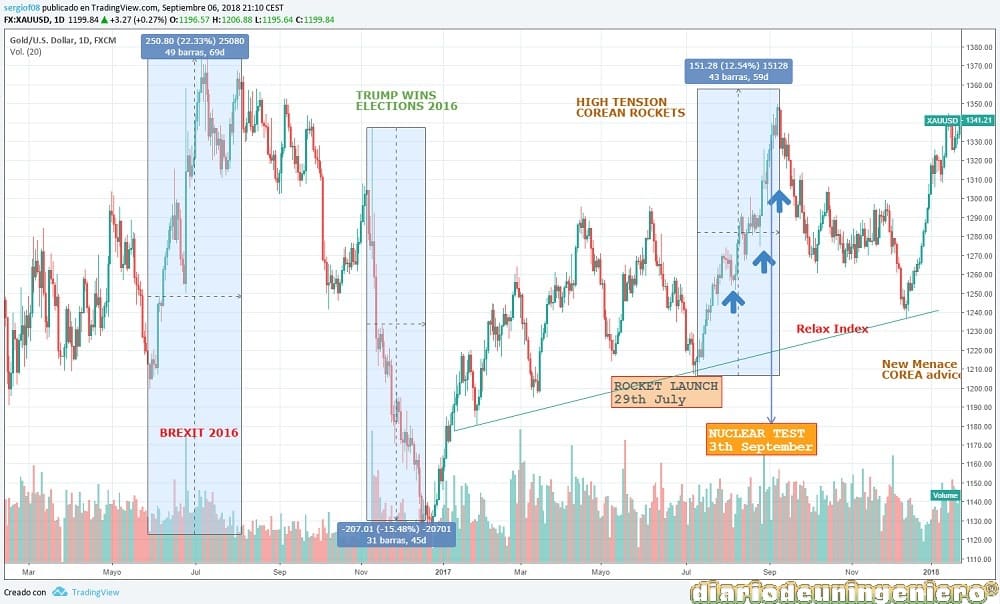 sergiof08 publicado en TradingView.com, Septiembre 06, 2018 21:10 CEST
FX:XAUUSD, 1D 1199.84 ▲ +3.27 (+0.27%) O:1196.57 H:1206.88 L:1195.64 C:1199.84
Gold/U.S. Dollar, 1D, FXCM
Vol. (20)
250.80 (22.33%) 25080
49 barras, 69d
TRUMP WINS
ELECTIONS 2016
HIGH TENSION
COREAN ROCKETS
151.28 (12.54%) 15128
43 barras, 59d
XAUUSD 1341.21
Relax Index
New Menace
COREA advice
ROCKET LAUNCH
29th July
NUCLEAR TEST
3th September
BREXIT 2016
-207.01 (-15.48%) -20701
31 barras, 45d
Volume
1380.00
1370.00
1360.00
1350.00
1330.00
1320.00
1310.00
1300.00
1290.00
1280.00
1270.00
1260.00
1250.00
1240.00
1230.00
1220.00
1210.00
1200.00
1190.00
1180.00
1170.00
1160.00
1150.00
1140.00
1130.00
1120.00
1110.00
Mar Mayo Jul Sep Nov 2017 Mar Mayo Jul Sep Nov 2018
Creado con TradingView
diariodeuningeniero®